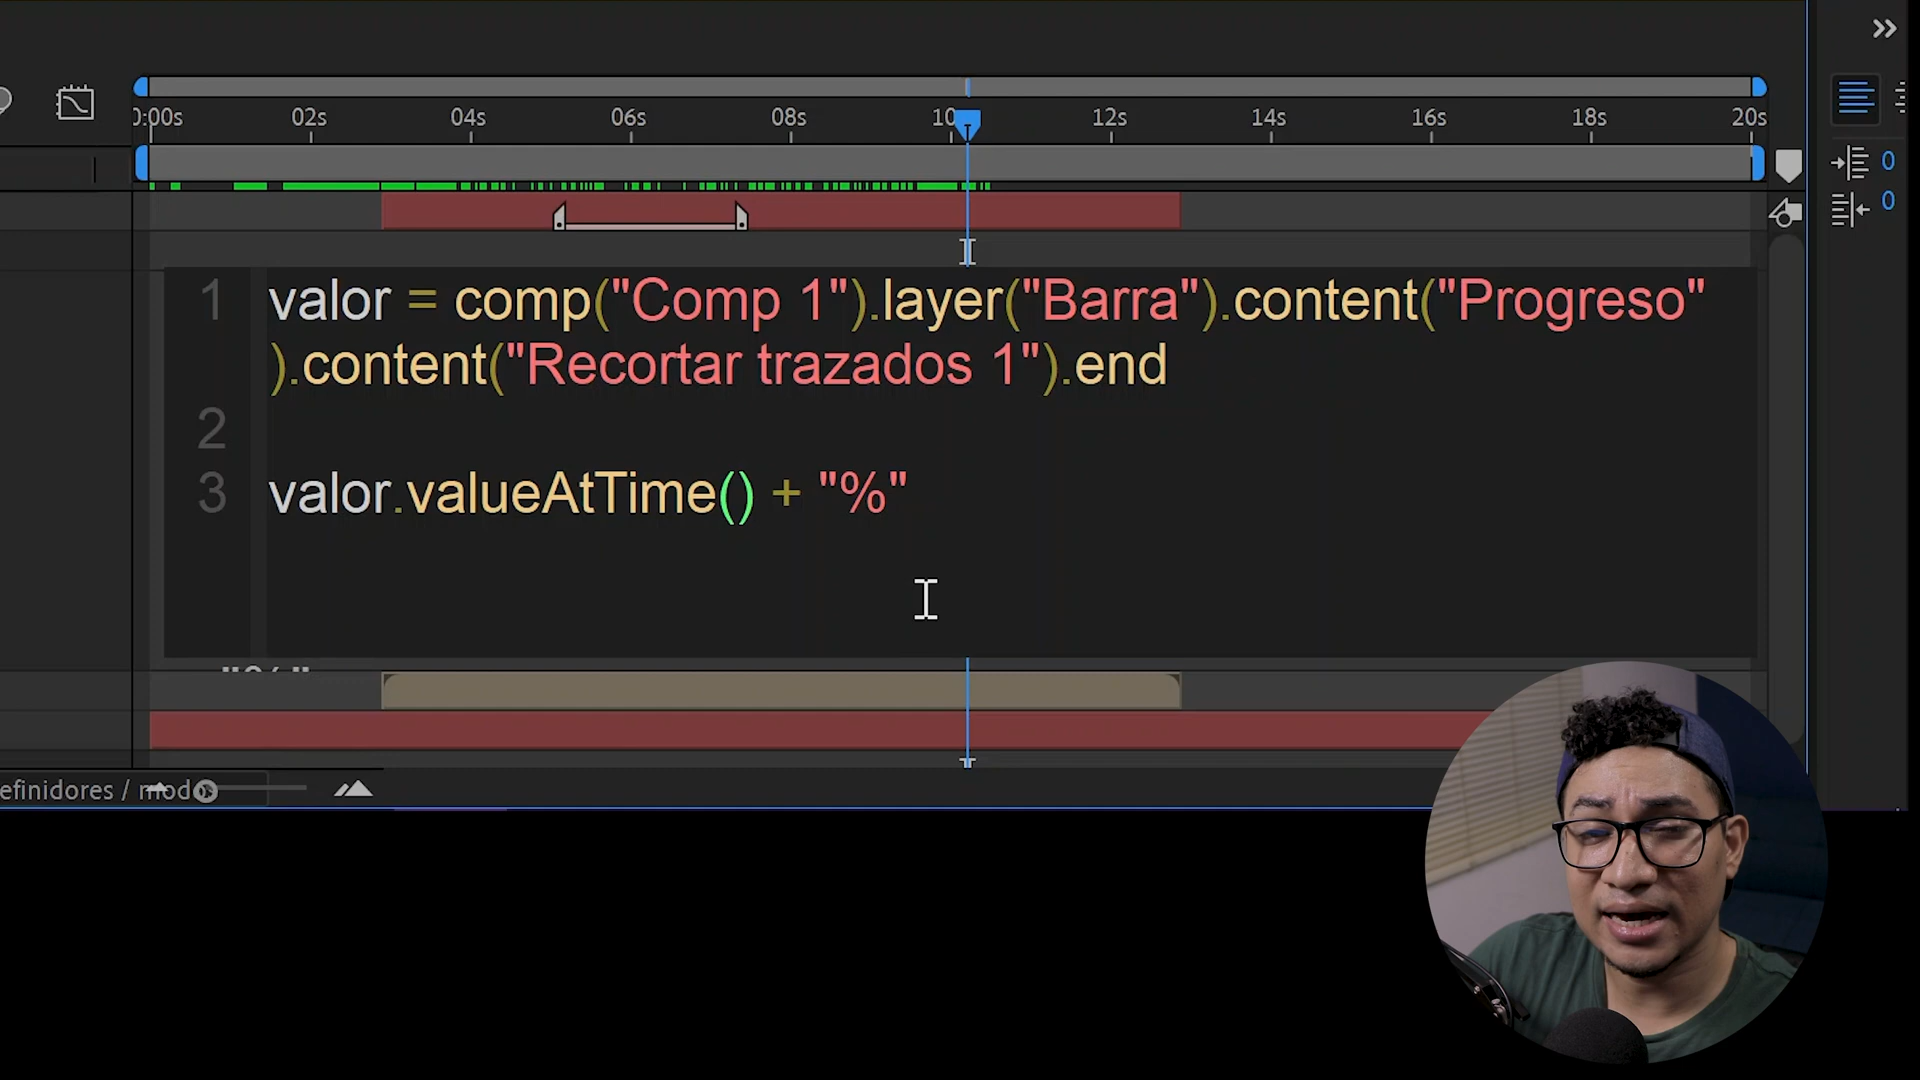 0:00s 02s 04s 06s 08s 10 12s 14s 16s 18s 20s
0
0
1 valor = comp("Comp 1").layer("Barra").content("Progreso"
).content("Recortar trazados 1").end
2
3 valor.valueAtTime() + "%"
"%"
efinidores / modos